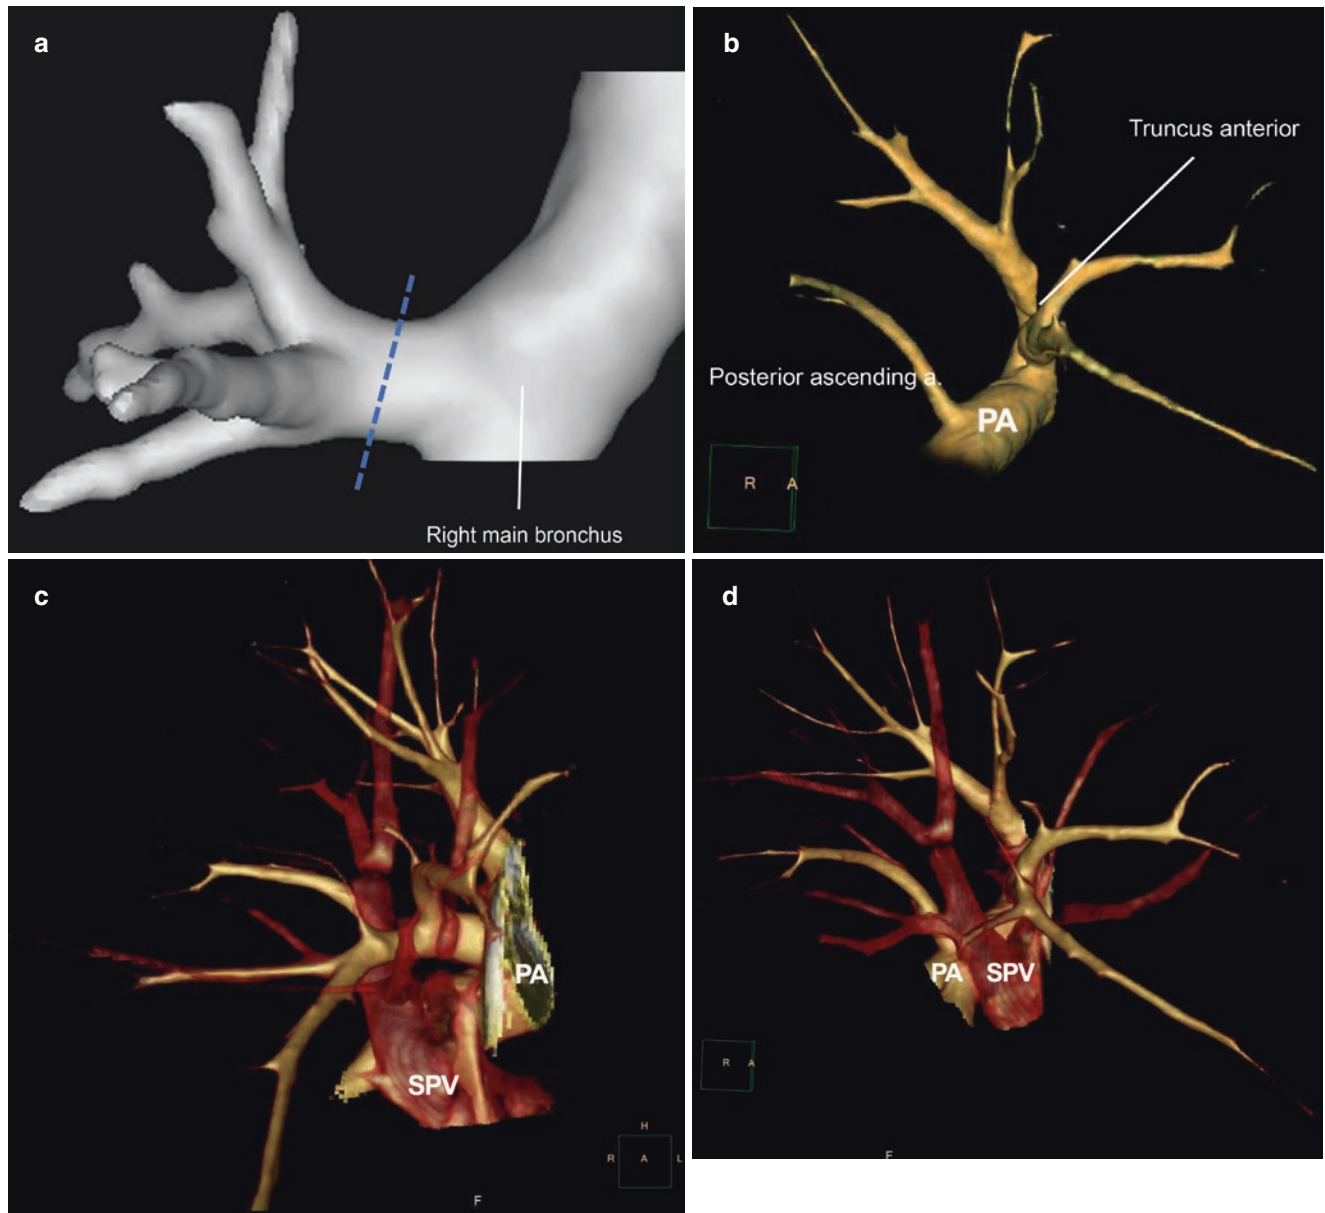 a
Right main bronchus
b
Truncus anterior
Posterior ascending a.
PA
R
A
c
PA
SPV
H
R
A
L
F
d
PA
SPV
R
A
F